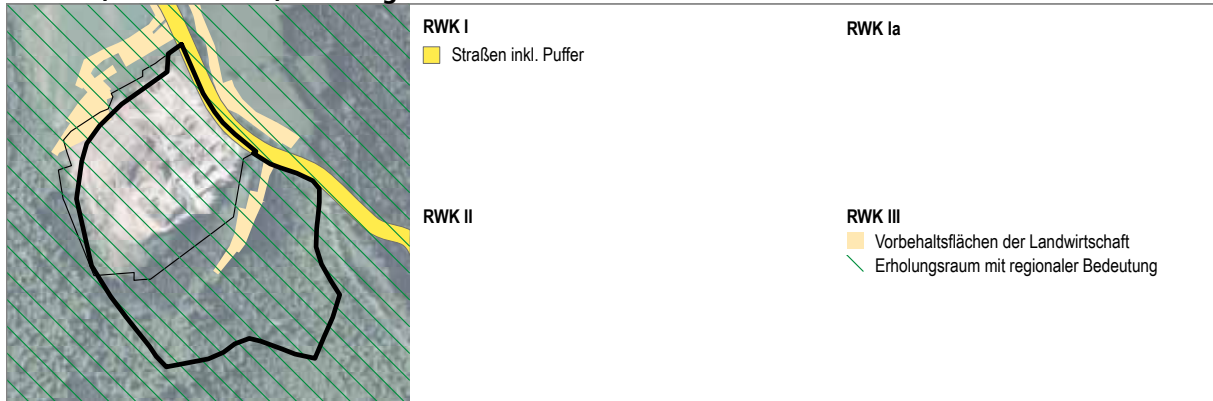 RWK I
Straßen inkl. Puffer
RWK Ia
RWK II
RWK III
Vorbehaltsflächen der Landwirtschaft
Erholungsraum mit regionaler Bedeutung